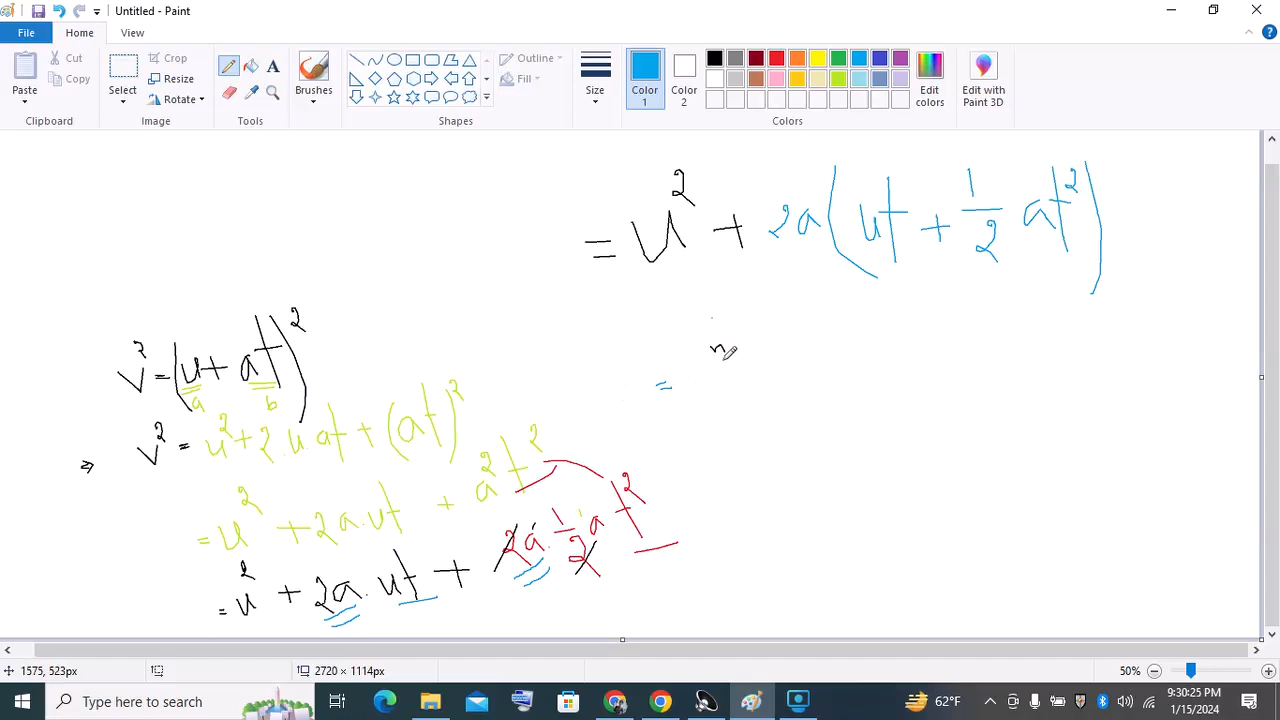 Untitled - Paint
File Home View
Paste Cut Copy Clipboard
Select Crop Resize Rotate Image
Tools
Brushes
Shapes Outline Fill
Size
Color 1 Color 2 Edit colors Edit with Paint 3D Colors
= u² + 2a(ut + 1/2 at²)
v² = (u + at)²
a b
=
⇒ v² = u² + 2.u.at + (at)²
= u² + 2a.ut + a²t²
= u² + 2a.ut + 2a.1/2 a t²
1575, 523px 2720 × 1114px 50%
Type here to search 62°F 9:30:25 PM
1/15/2024